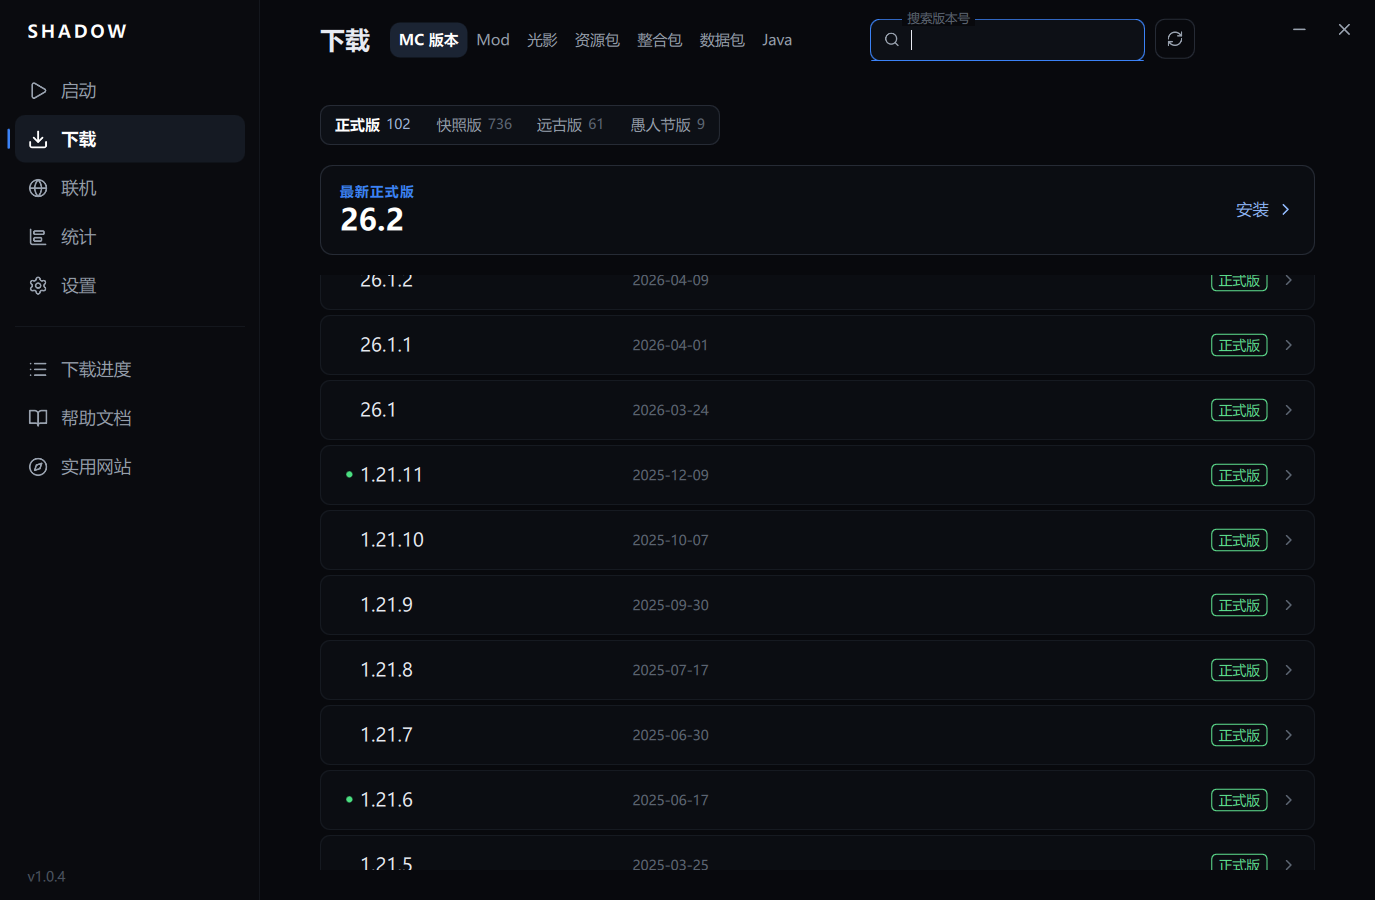 SHADOW
启动
下载
联机
统计
设置
下载进度
帮助文档
实用网站
v1.0.4
下载 MC 版本 Mod 光影 资源包 整合包 数据包 Java
搜索版本号
正式版 102 快照版 736 远古版 61 愚人节版 9
最新正式版
26.2
安装
26.1.2 2026-04-09 正式版
26.1.1 2026-04-01 正式版
26.1 2026-03-24 正式版
1.21.11 2025-12-09 正式版
1.21.10 2025-10-07 正式版
1.21.9 2025-09-30 正式版
1.21.8 2025-07-17 正式版
1.21.7 2025-06-30 正式版
1.21.6 2025-06-17 正式版
1.21.5 2025-03-25 正式版